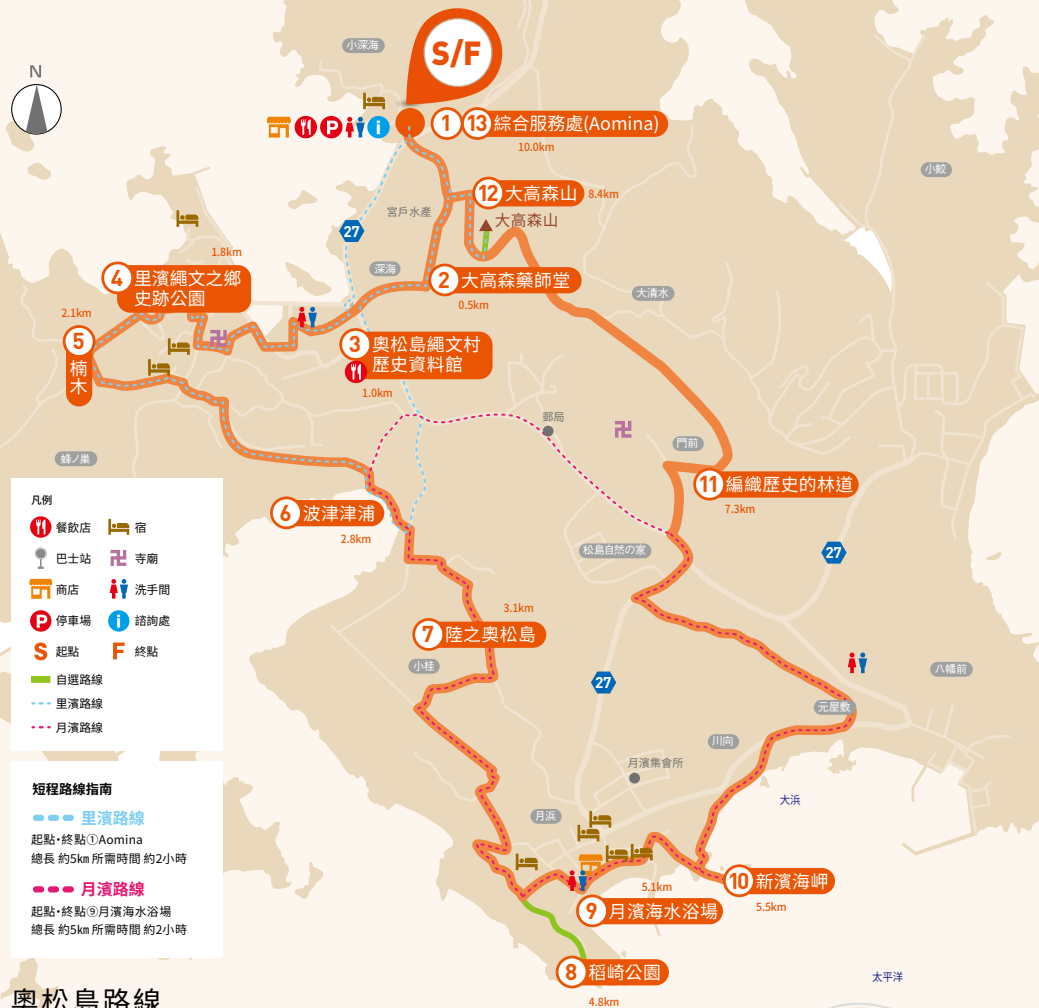 小深海
S/F
N
P
i
1 13 綜合服務處(Aomina)
10.0km
小鮫
12 大高森山
8.4km
大高森山
宮戶水產
27
1.8km
深海
4 里濱繩文之鄉
史跡公園
2 大高森藥師堂
0.5km
大清水
2.1km
5 楠木
3 奧松島繩文村
歷史資料館
1.0km
郵局
門前
蜂ノ巣
11 編織歷史的林道
7.3km
6 波津津浦
2.8km
松島自然の家
27
凡例
餐飲店
宿
巴士站
寺廟
商店
洗手間
P 停車場
i 諮詢處
S 起點
F 終點
自選路線
里濱路線
月濱路線
3.1km
7 陸之奧松島
小桂
27
八幡前
元屋敷
川向
月濱集會所
大浜
短程路線指南
里濱路線
起點・終點①Aomina
總長 約5㎞ 所需時間 約2小時
月濱路線
起點・終點⑨月濱海水浴場
總長 約5㎞ 所需時間 約2小時
月浜
5.1km
10 新濱海岬
5.5km
9 月濱海水浴場
8 稻崎公園
4.8km
太平洋
奧松島路線